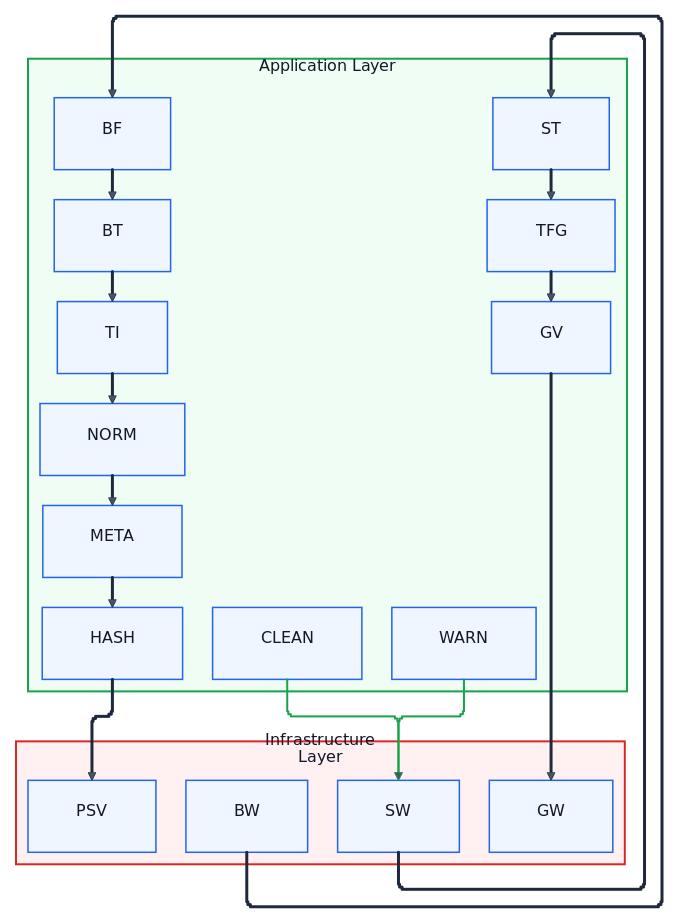 Application Layer
BF
ST
BT
TFG
TI
GV
NORM
META
HASH
CLEAN
WARN
Infrastructure
Layer
PSV
BW
SW
GW